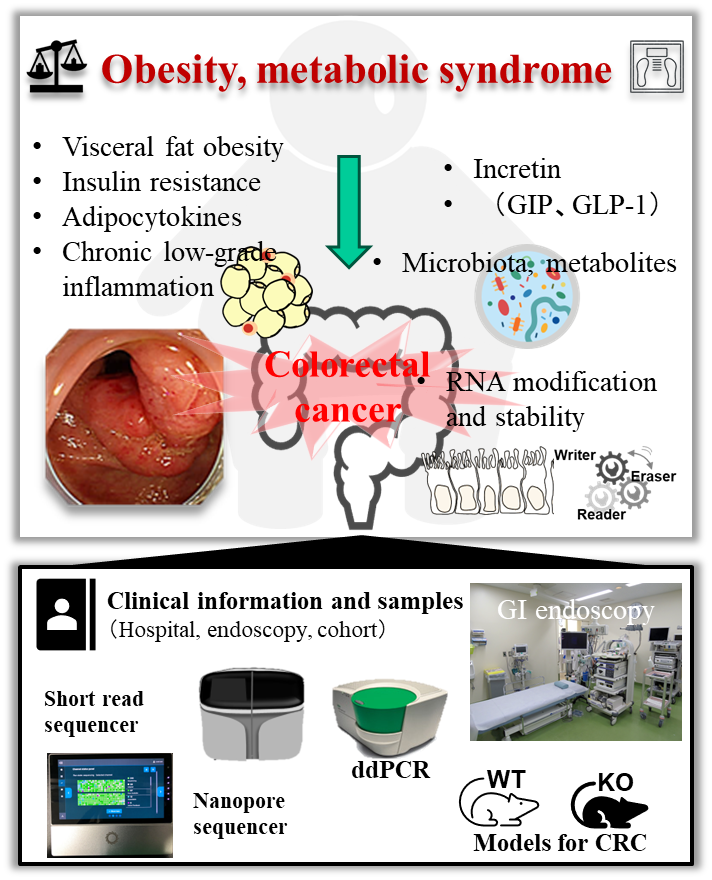 Obesity, metabolic syndrome
• Visceral fat obesity
• Insulin resistance
• Adipocytokines
• Chronic low-grade
inflammation
• Incretin
• （GIP、GLP-1）
• Microbiota, metabolites
Colorectal
cancer
• RNA modification
and stability
Writer
Eraser
Reader
Clinical information and samples
（Hospital, endoscopy, cohort）
GI endoscopy
Short read
sequencer
Nanopore
sequencer
ddPCR
WT
KO
Models for CRC